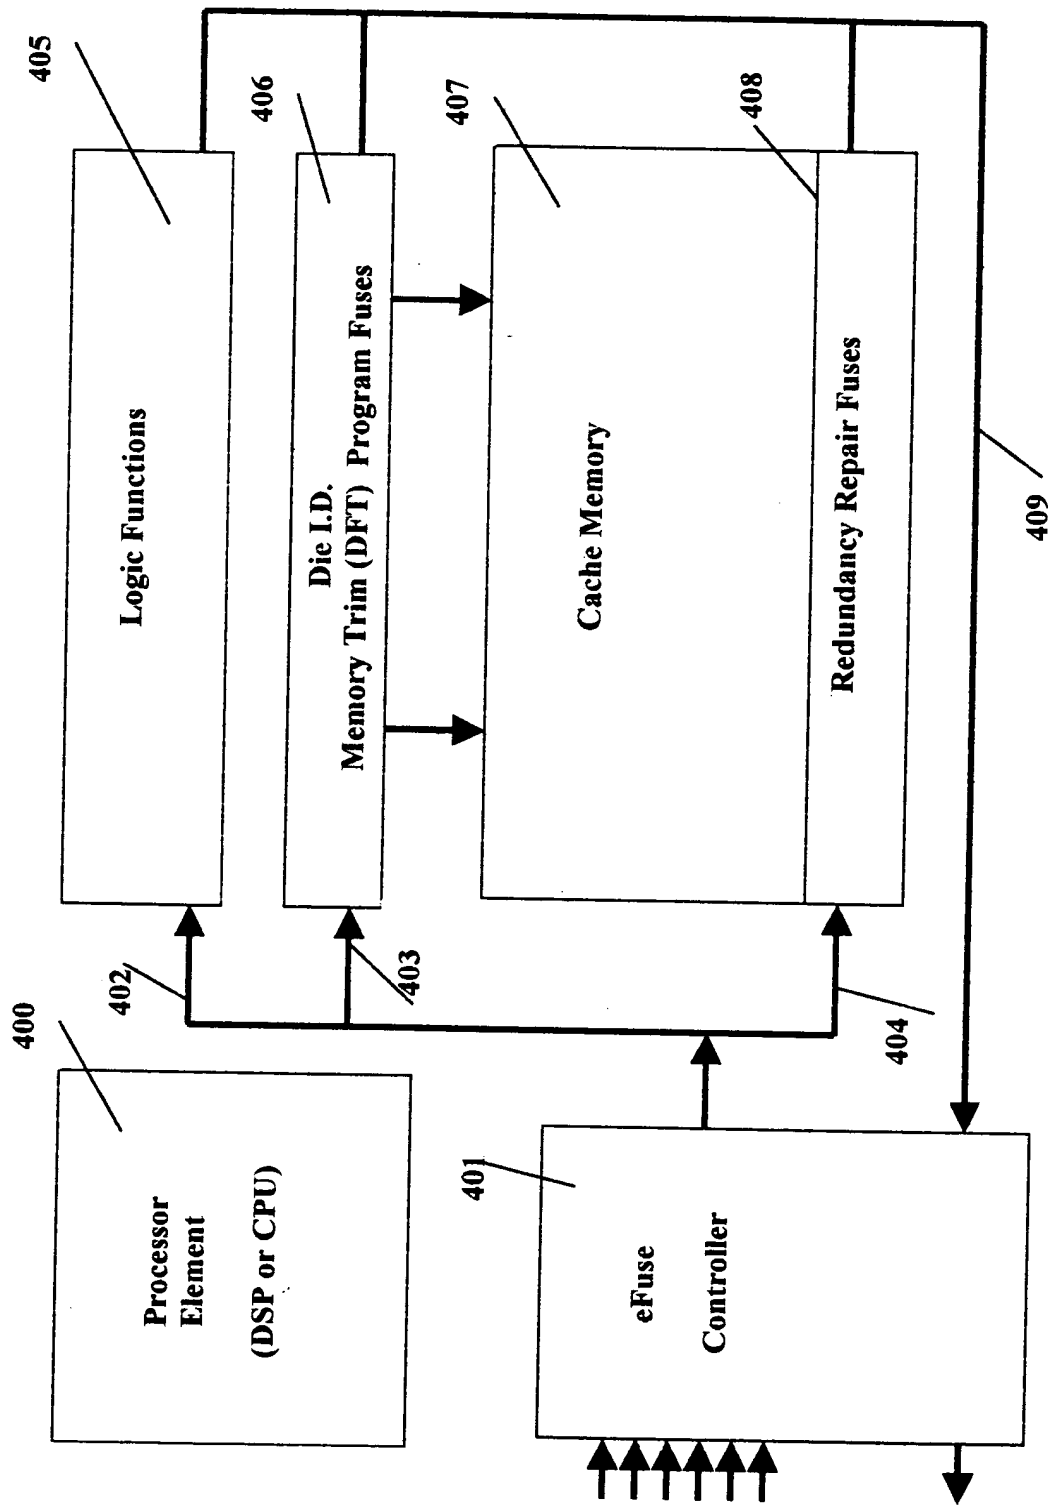 405
Logic Functions
406
Die I.D.
Memory Trim (DFT) Program Fuses
407
Cache Memory
408
Redundancy Repair Fuses
409
402
403
404
400
Processor
Element
(DSP or CPU)
401
eFuse
Controller